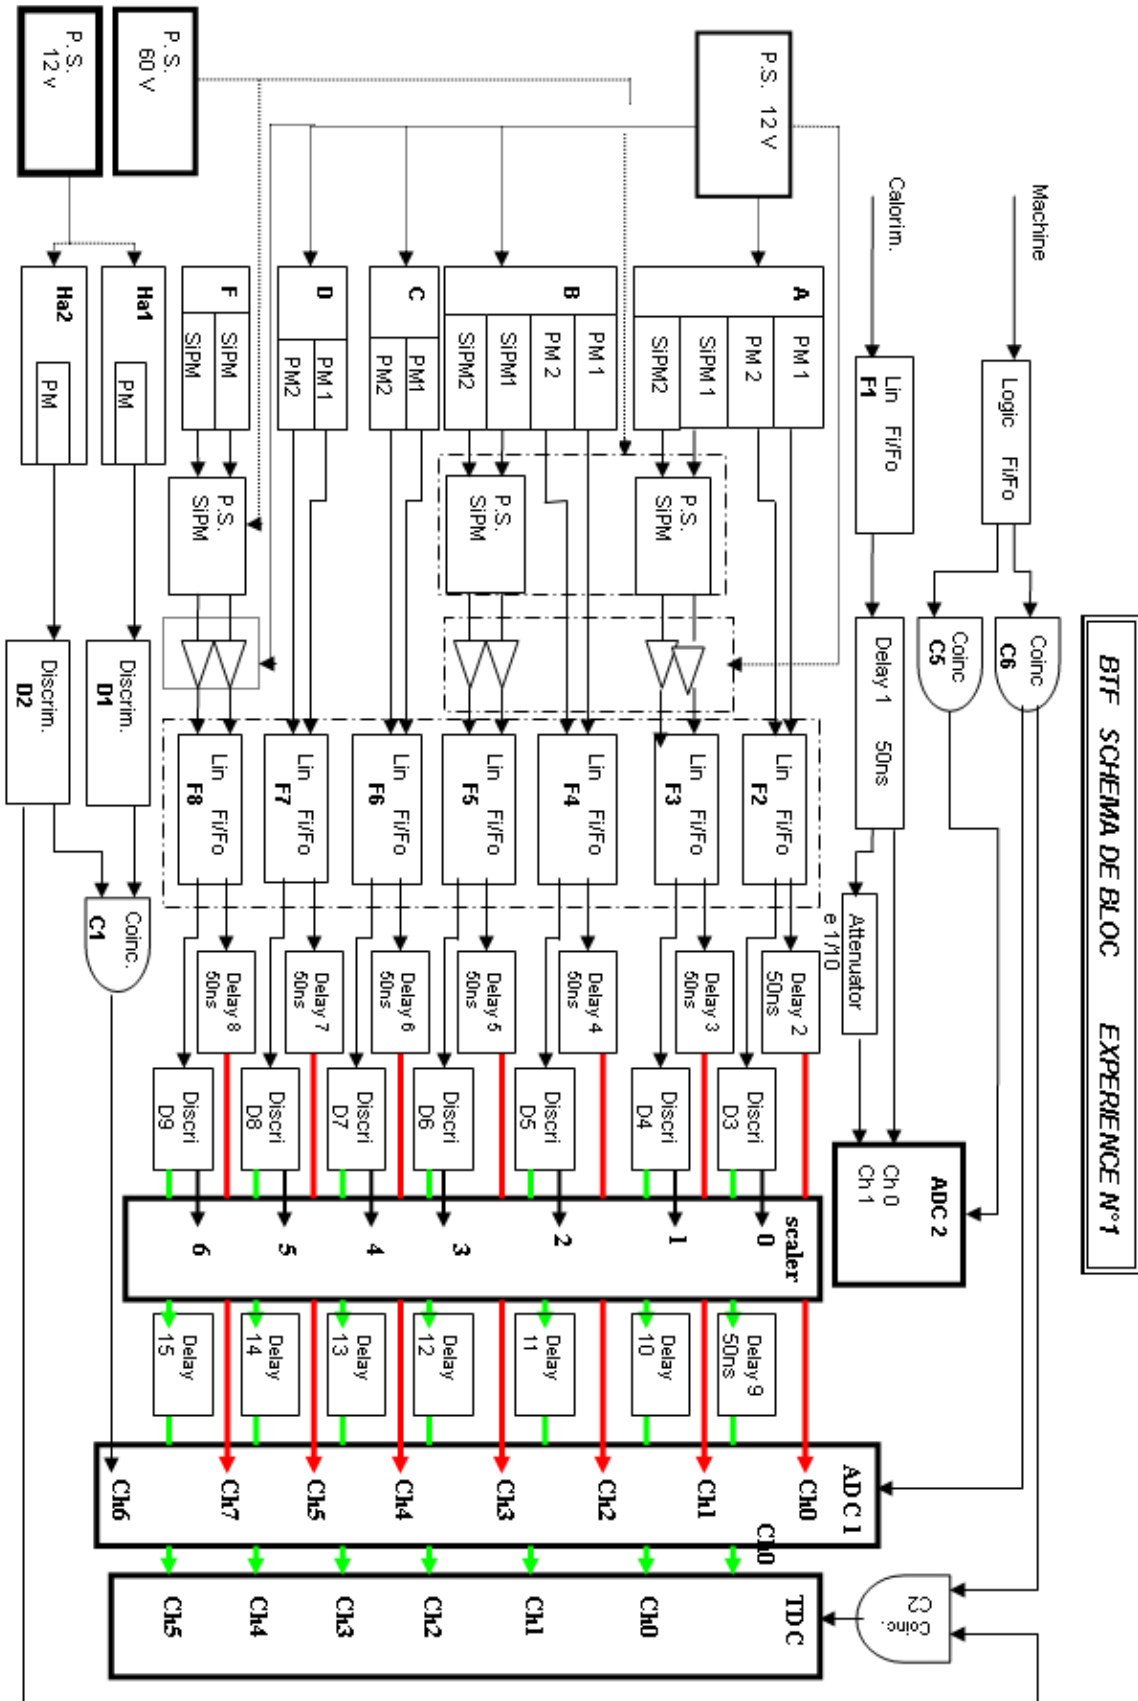 BTF SCHEMA DE BLOC EXPERIENCE N°1
Machine
Logic Fi/Fo
Coinc
C6
Coinc
C5
Calorim.
Lin Fi/Fo
F1
Delay 1 50ns
Attenuator
e 1/10
ADC 2
Ch 0
Ch 1
P.S. 12 V
P. S.
60 V
P. S.
12 v
A
PM 1
PM 2
SiPM 1
SiPM2
B
PM 1
PM 2
SiPM1
SiPM2
C
PM1
PM2
D
PM 1
PM2
F
SiPM
SiPM
Ha1
PM
Ha2
PM
P.S.
SiPM
P.S.
SiPM
P.S.
SiPM
Discrim.
D1
Discrim.
D2
Lin Fi/Fo
F2
Lin Fi/Fo
F3
Lin Fi/Fo
F4
Lin Fi/Fo
F5
Lin Fi/Fo
F6
Lin Fi/Fo
F7
Lin Fi/Fo
F8
Coinc.
C1
Delay 2
50ns
Delay 3
50ns
Delay 4
50ns
Delay 5
50ns
Delay 6
50ns
Delay 7
50ns
Delay 8
50ns
Discri
D3
Discri
D4
Discri
D5
Discri
D6
Discri
D7
Discri
D8
Discri
D9
scaler
0
1
2
3
4
5
6
Delay 9
50ns
Delay
10
Delay
11
Delay
12
Delay
13
Delay
14
Delay
15
ADC 1
Ch0
Ch1
Ch2
Ch3
Ch4
Ch5
Ch7
Ch6
Ch0
TDC
Ch0
Ch1
Ch2
Ch3
Ch4
Ch5
Coinc.
C2